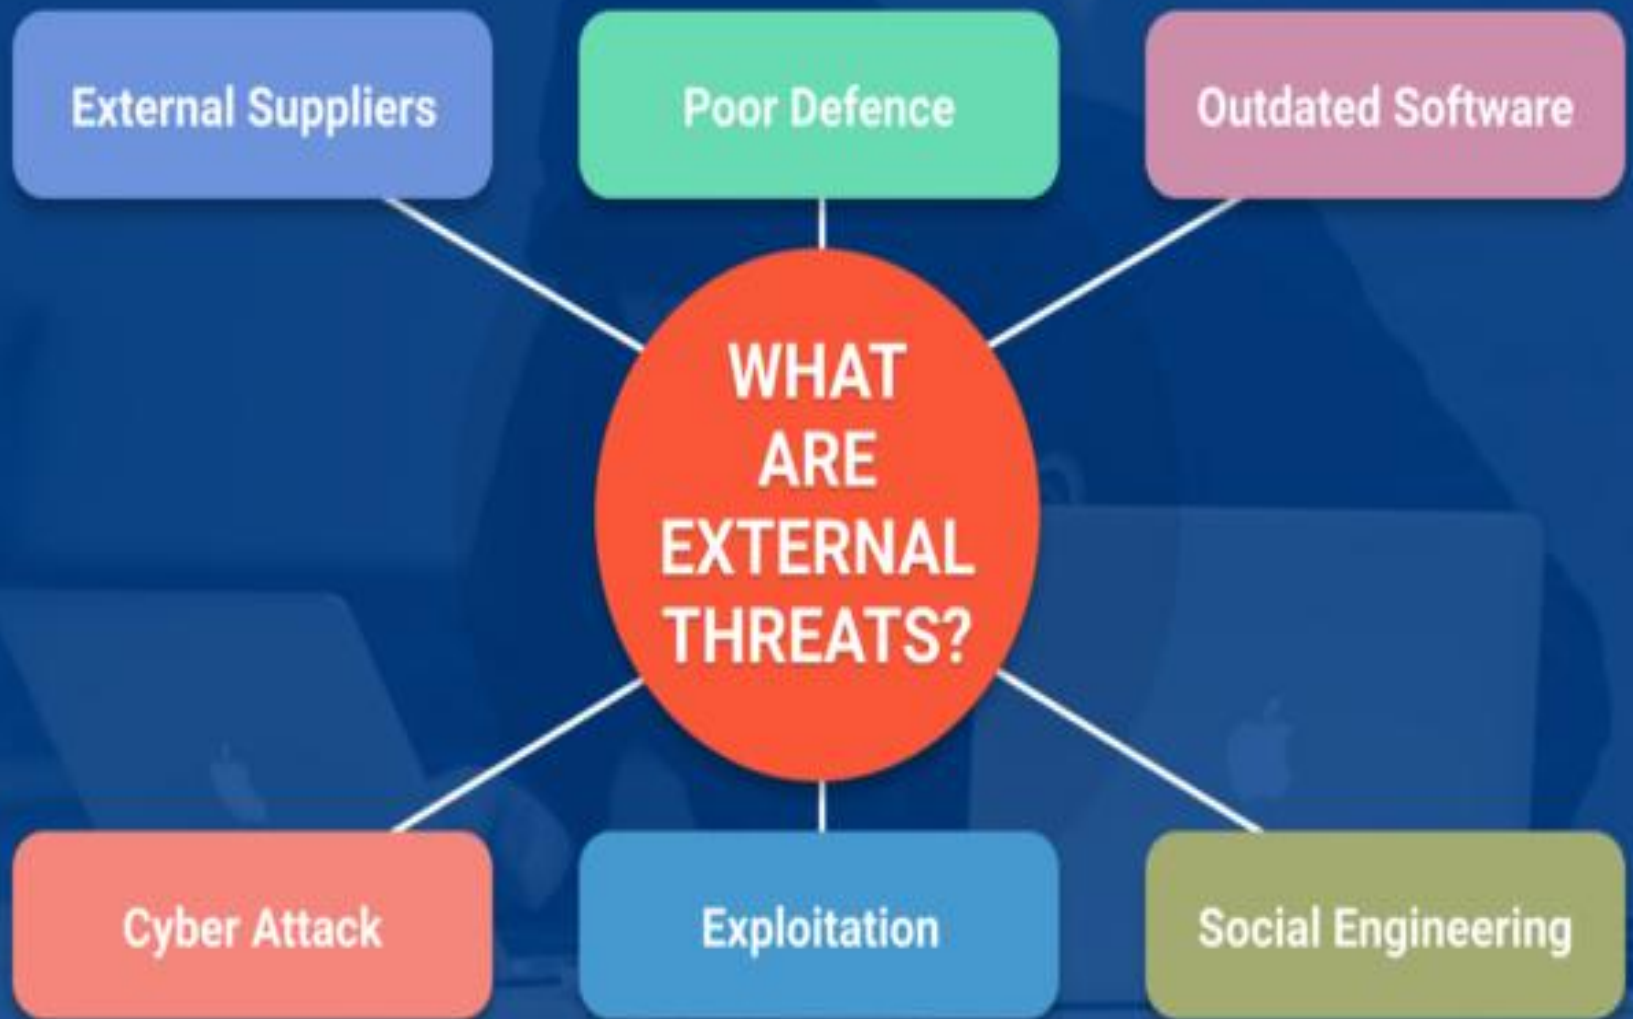 External Suppliers
Poor Defence
Outdated Software
WHAT
ARE
EXTERNAL
THREATS?
Cyber Attack
Exploitation
Social Engineering